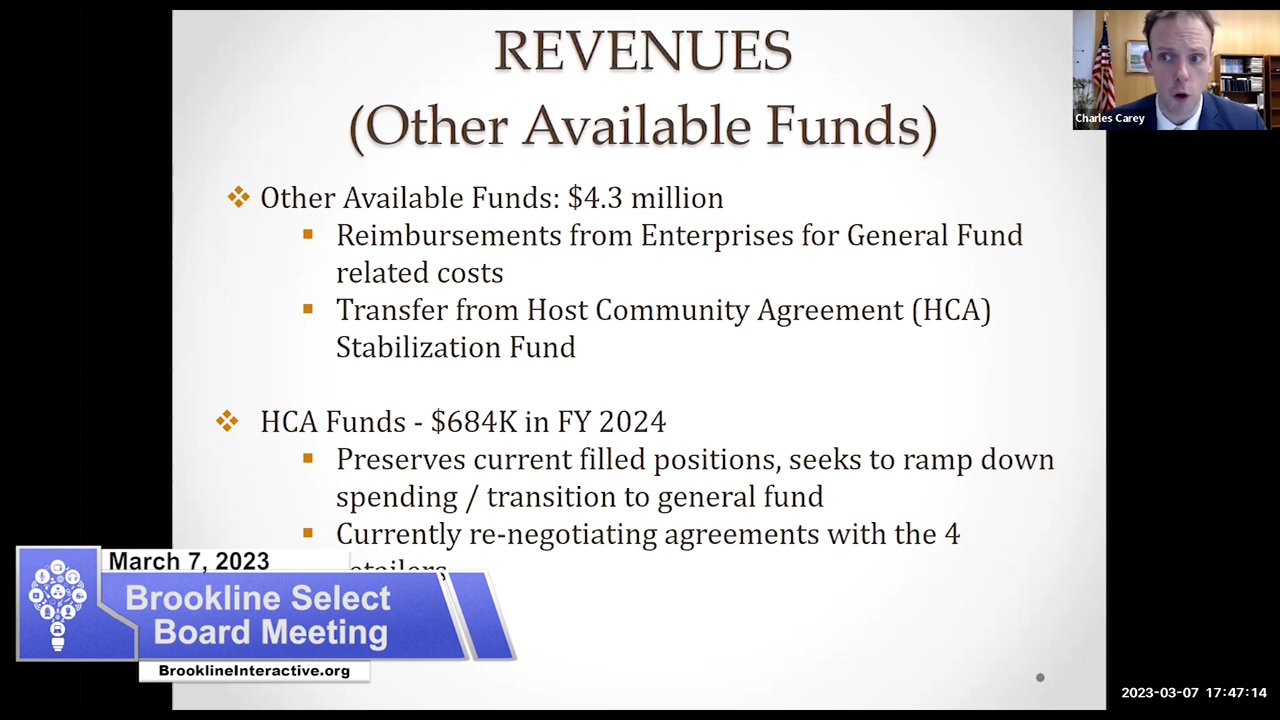 REVENUES
(Other Available Funds)
Other Available Funds: $4.3 million
Reimbursements from Enterprises for General Fund
related costs
Transfer from Host Community Agreement (HCA)
Stabilization Fund
HCA Funds - $684K in FY 2024
Preserves current filled positions, seeks to ramp down
spending / transition to general fund
Currently re-negotiating agreements with the 4
Charles Carey
March 7, 2023
Brookline Select
Board Meeting
BrooklineInteractive.org
2023-03-07 17:47:14